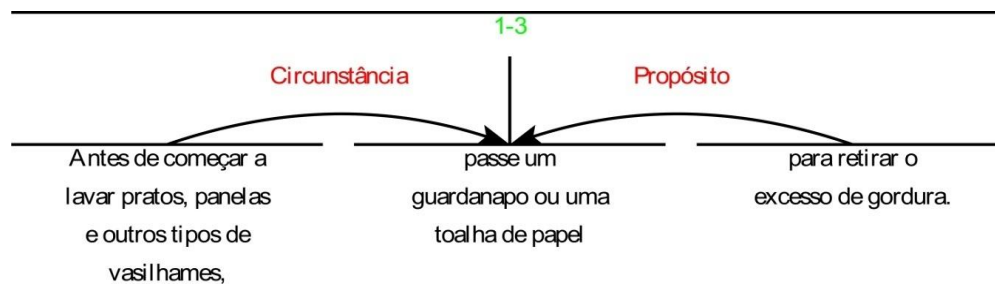 1-3
Circunstância
Propósito
Antes de começar a
lavar pratos, panelas
e outros tipos de
vasilhames,
passe um
guardanapo ou uma
toalha de papel
para retirar o
excesso de gordura.